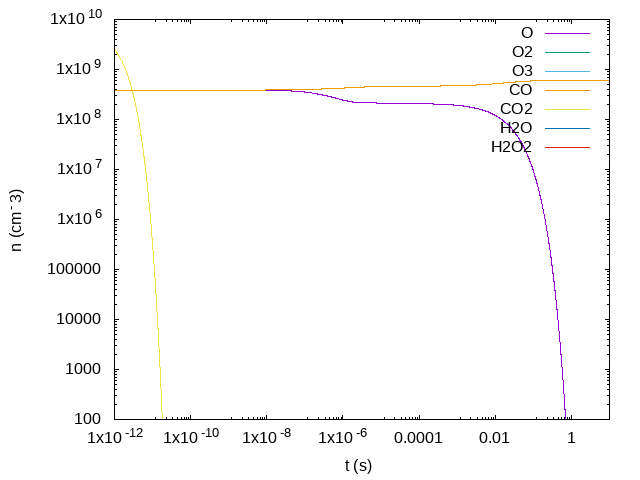 1x10^10
1x10^9
1x10^8
1x10^7
1x10^6
100000
10000
1000
100
n (cm^-3)
O
O2
O3
CO
CO2
H2O
H2O2
1x10^-12 1x10^-10 1x10^-8 1x10^-6 0.0001 0.01 1
t (s)